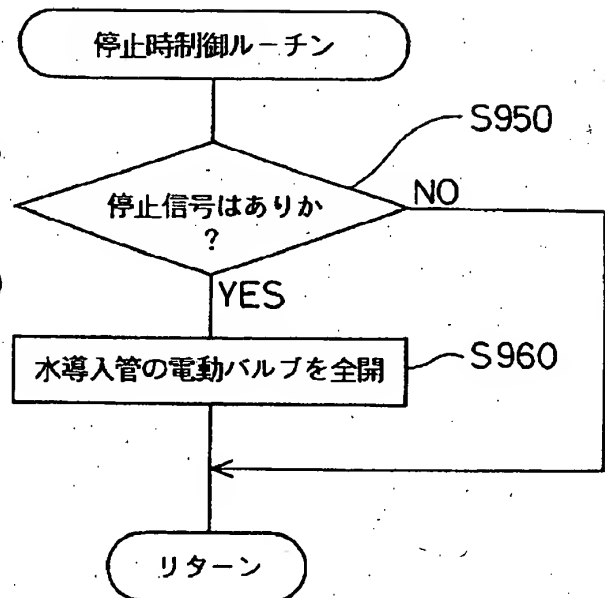 停止時制御ルーチン
S950
停止信号はありか
?
NO
YES
水導入管の電動バルブを全開
S960
リターン